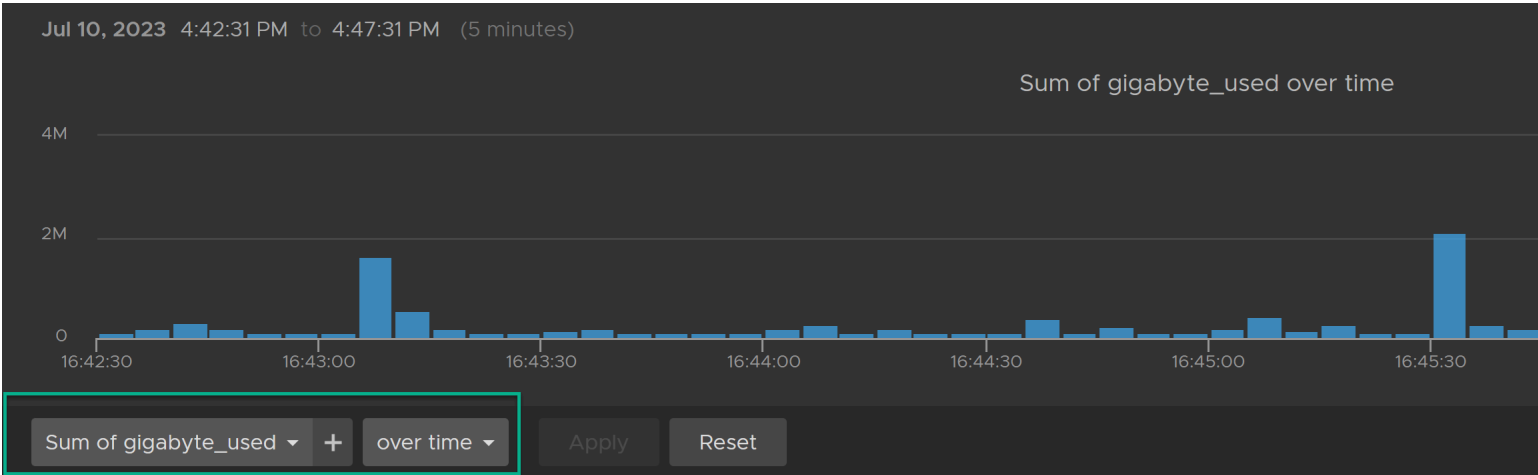 Jul 10, 2023 4:42:31 PM to 4:47:31 PM (5 minutes)
Sum of gigabyte_used over time
4M
2M
0
16:42:30 16:43:00 16:43:30 16:44:00 16:44:30 16:45:00 16:45:30
Sum of gigabyte_used + over time Apply Reset